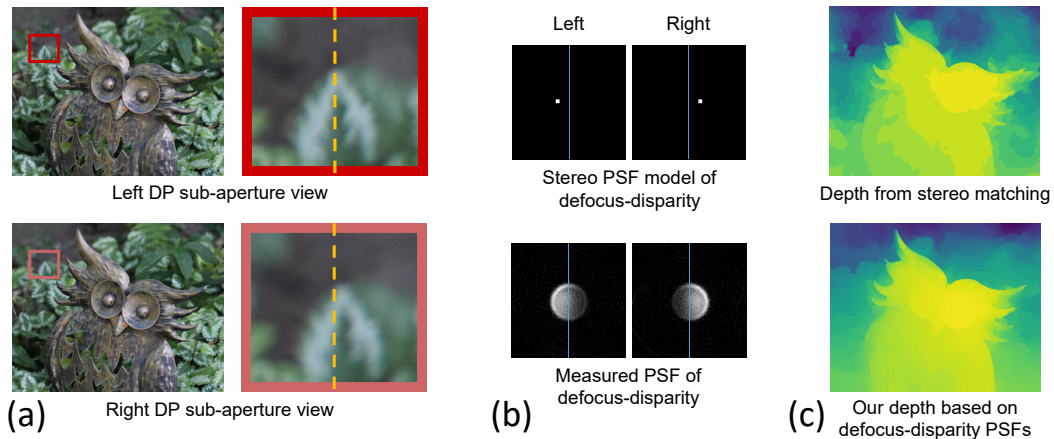 Left DP sub-aperture view
Right DP sub-aperture view
(a)
Left
Right
Stereo PSF model of
defocus-disparity
Measured PSF of
defocus-disparity
(b)
Depth from stereo matching
Our depth based on
defocus-disparity PSFs
(c)